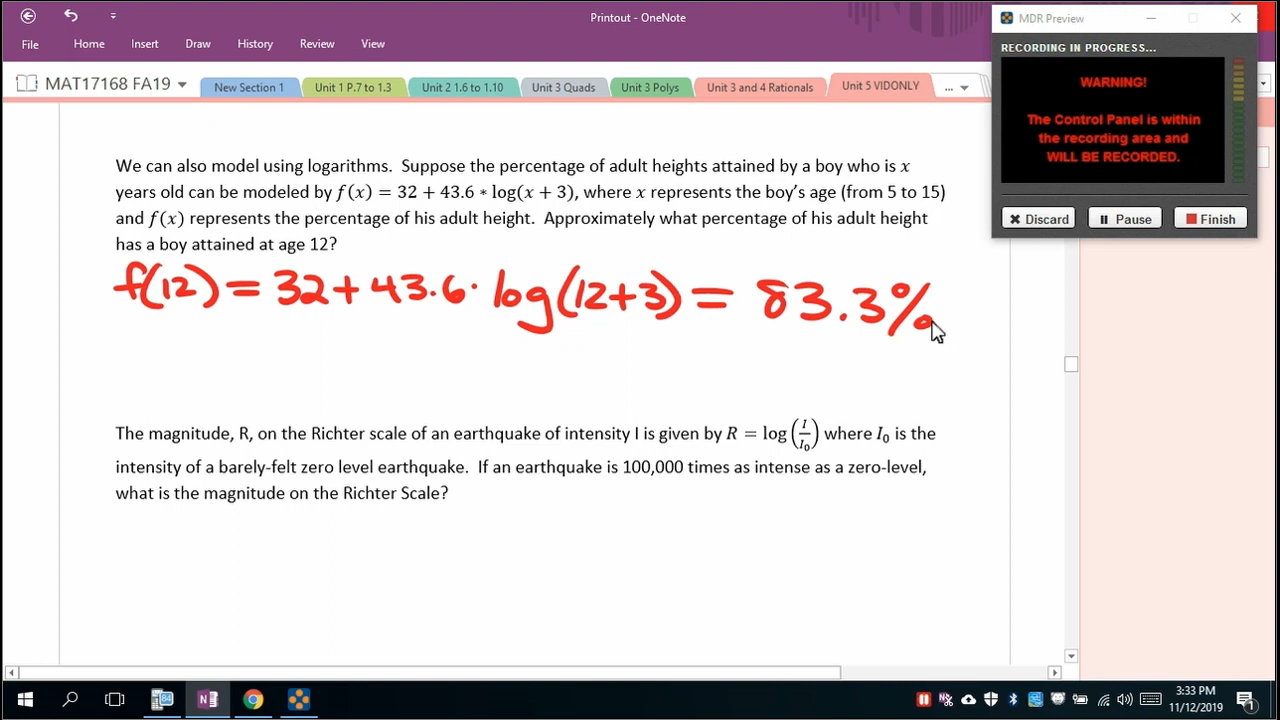 Printout - OneNote
MDR Preview
File Home Insert Draw History Review View
RECORDING IN PROGRESS...
WARNING!
The Control Panel is within
the recording area and
WILL BE RECORDED.
MAT17168 FA19 New Section 1 Unit 1 P.7 to 1.3 Unit 2 1.6 to 1.10 Unit 3 Quads Unit 3 Polys Unit 3 and 4 Rationals Unit 5 VIDONLY ...
Discard Pause Finish
We can also model using logarithms. Suppose the percentage of adult heights attained by a boy who is x
years old can be modeled by f(x) = 32 + 43.6 * log(x + 3), where x represents the boy's age (from 5 to 15)
and f(x) represents the percentage of his adult height. Approximately what percentage of his adult height
has a boy attained at age 12?
f(12) = 32 + 43.6 · log(12+3) = 83.3%
The magnitude, R, on the Richter scale of an earthquake of intensity I is given by R = log(I/I₀) where I₀ is the
intensity of a barely-felt zero level earthquake. If an earthquake is 100,000 times as intense as a zero-level,
what is the magnitude on the Richter Scale?
3:33 PM
11/12/2019
1